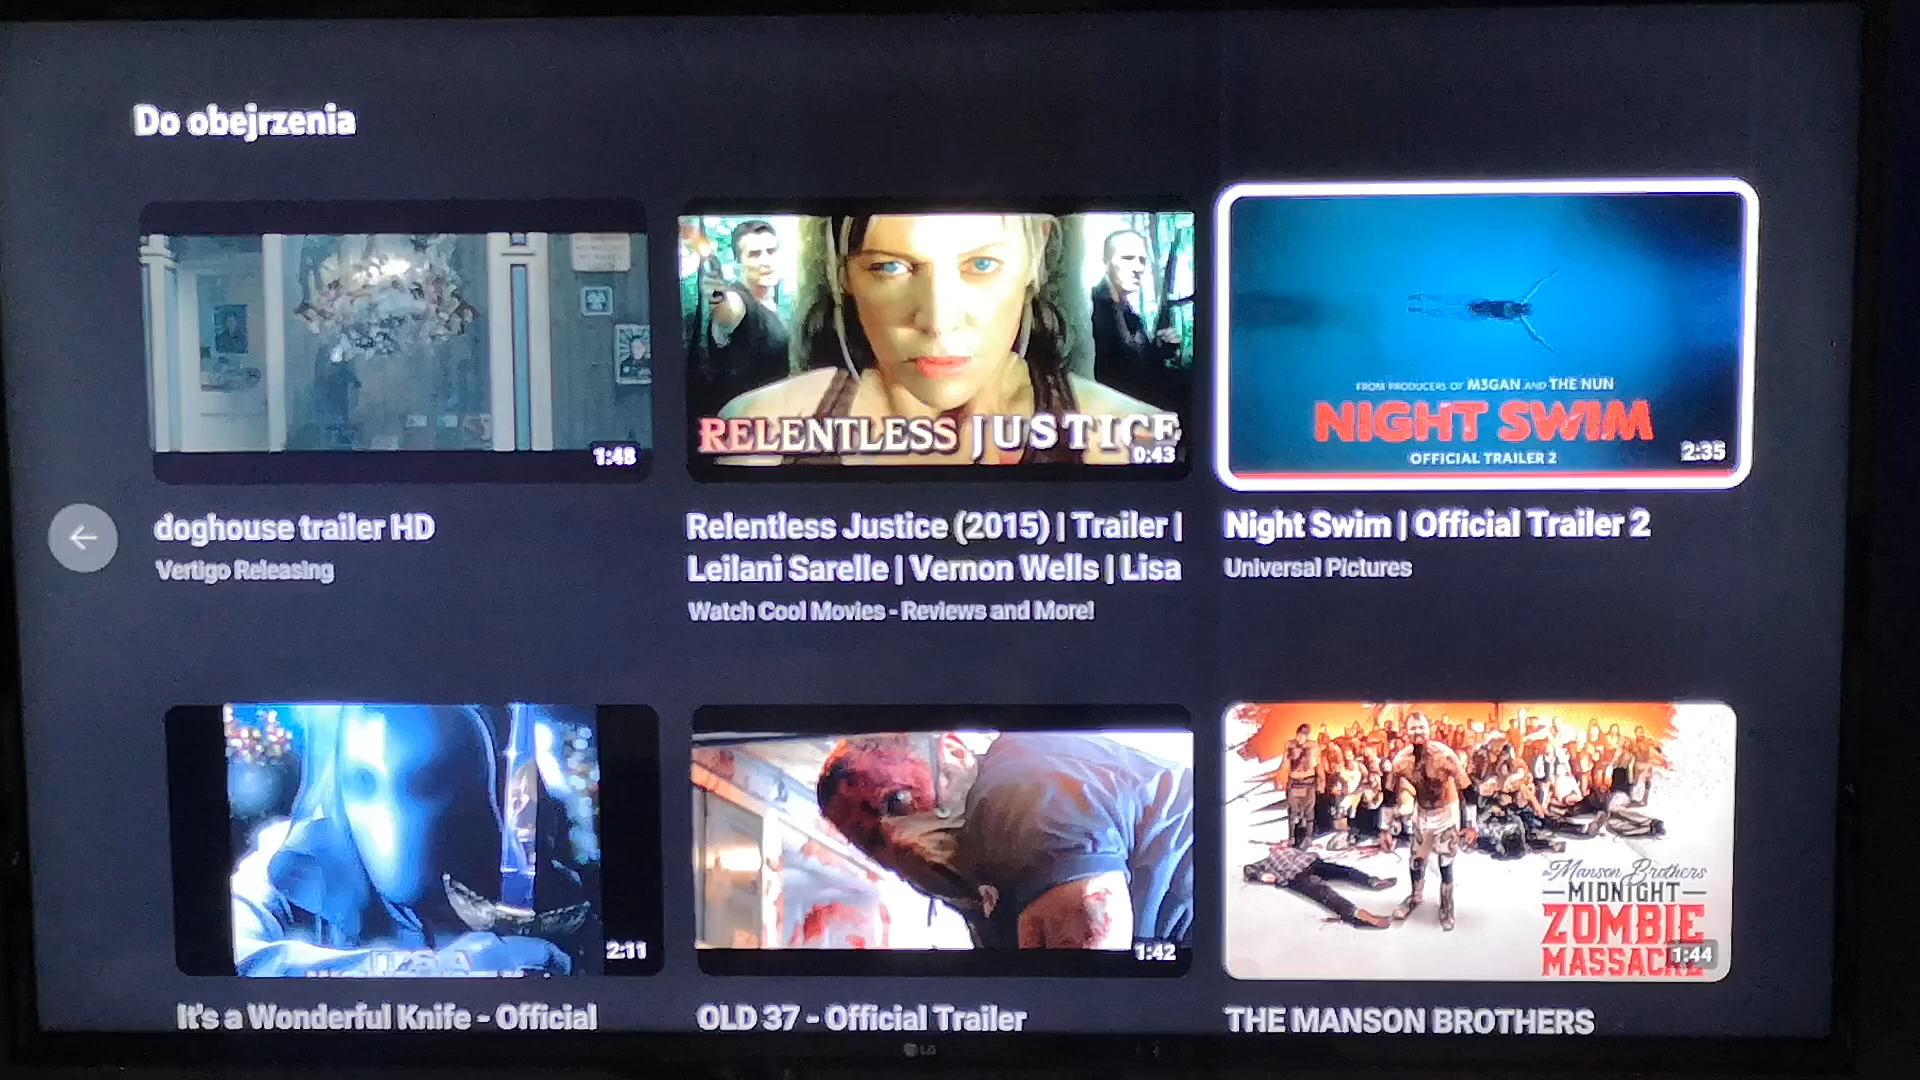 Do obejrzenia
1:48
RELENTLESS JUSTICE
0:43
FROM PRODUCERS OF M3GAN AND THE NUN
NIGHT SWIM
OFFICIAL TRAILER 2
2:35
doghouse trailer HD
Vertigo Releasing
Relentless Justice (2015) | Trailer |
Leilani Sarelle | Vernon Wells | Lisa
Watch Cool Movies - Reviews and More!
Night Swim | Official Trailer 2
Universal Pictures
2:11
1:42
Manson Brothers
MIDNIGHT
ZOMBIE
MASSACRE
1:44
It's a Wonderful Knife - Official
OLD 37 - Official Trailer
THE MANSON BROTHERS
LG